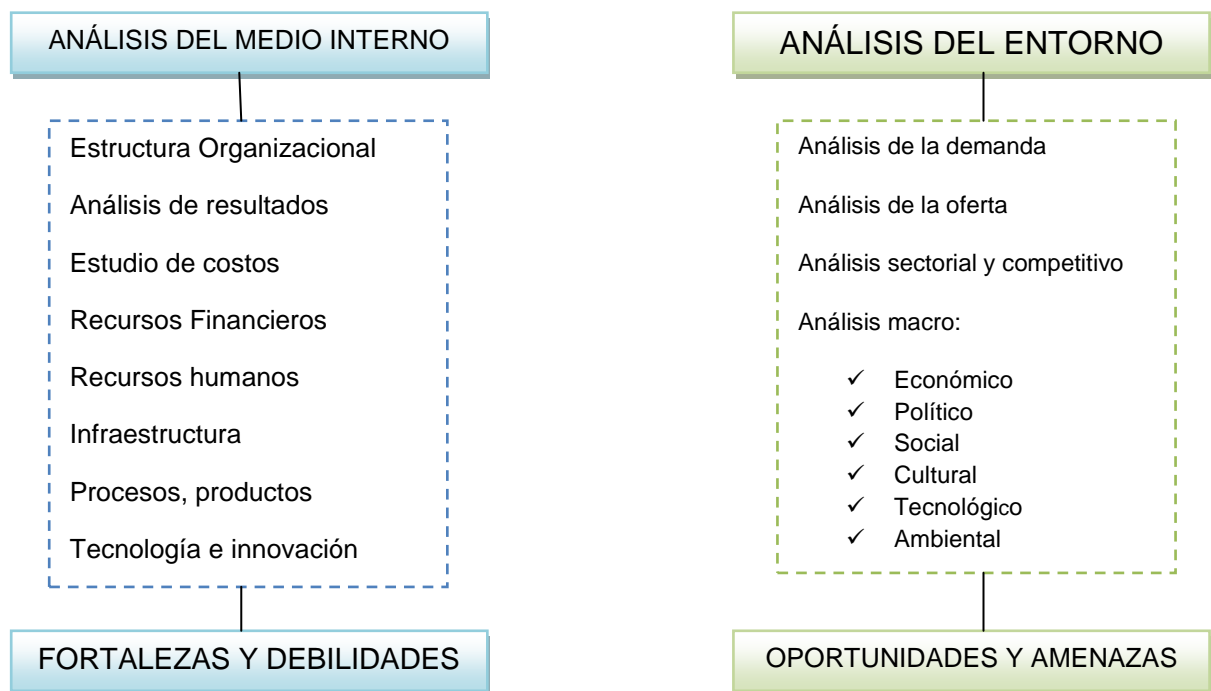 ANÁLISIS DEL MEDIO INTERNO
Estructura Organizacional
Análisis de resultados
Estudio de costos
Recursos Financieros
Recursos humanos
Infraestructura
Procesos, productos
Tecnología e innovación
FORTALEZAS Y DEBILIDADES
ANÁLISIS DEL ENTORNO
Análisis de la demanda
Análisis de la oferta
Análisis sectorial y competitivo
Análisis macro:
✓ Económico
✓ Político
✓ Social
✓ Cultural
✓ Tecnológico
✓ Ambiental
OPORTUNIDADES Y AMENAZAS